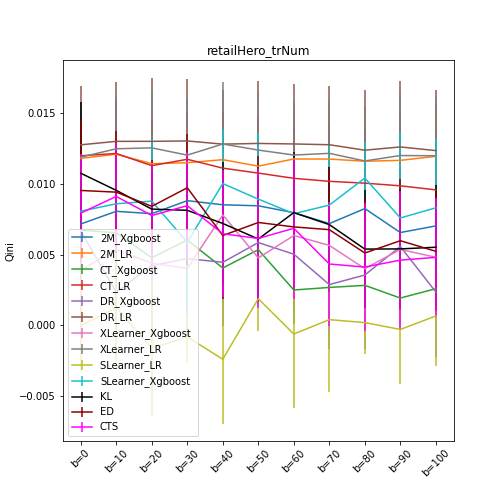 retailHero_trNum
Qini
0.015
0.010
0.005
0.000
−0.005
2M_Xgboost
2M_LR
CT_Xgboost
CT_LR
DR_Xgboost
DR_LR
XLearner_Xgboost
XLearner_LR
SLearner_LR
SLearner_Xgboost
KL
ED
CTS
b=0
b=10
b=20
b=30
b=40
b=50
b=60
b=70
b=80
b=90
b=100